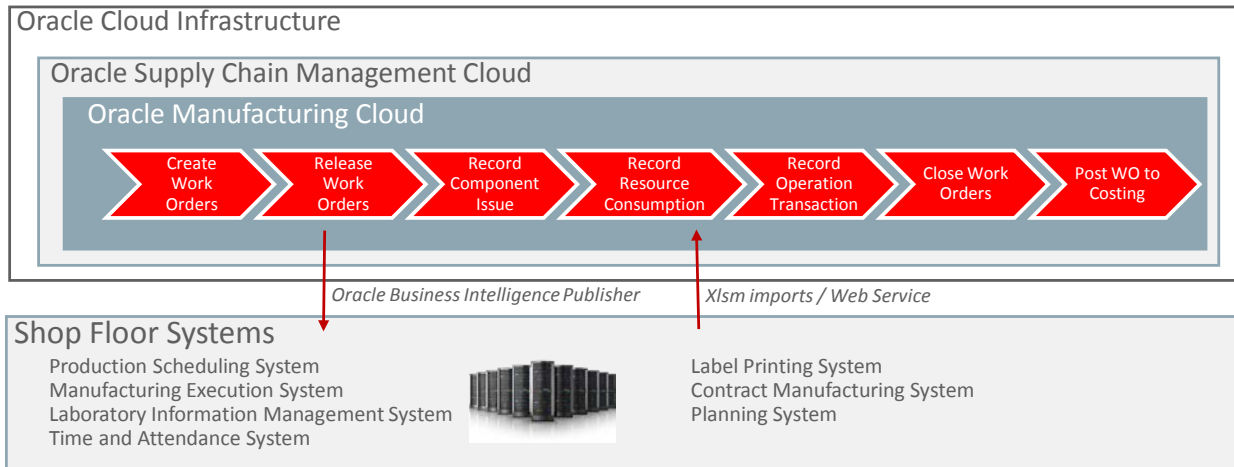 Oracle Cloud Infrastructure
Oracle Supply Chain Management Cloud
Oracle Manufacturing Cloud
Create
Work
Orders
Release
Work
Orders
Record
Component
Issue
Record
Resource
Consumption
Record
Operation
Transaction
Close Work
Orders
Post WO to
Costing
Oracle Business Intelligence Publisher
Xlsm imports / Web Service
Shop Floor Systems
Production Scheduling System
Manufacturing Execution System
Laboratory Information Management System
Time and Attendance System
Label Printing System
Contract Manufacturing System
Planning System